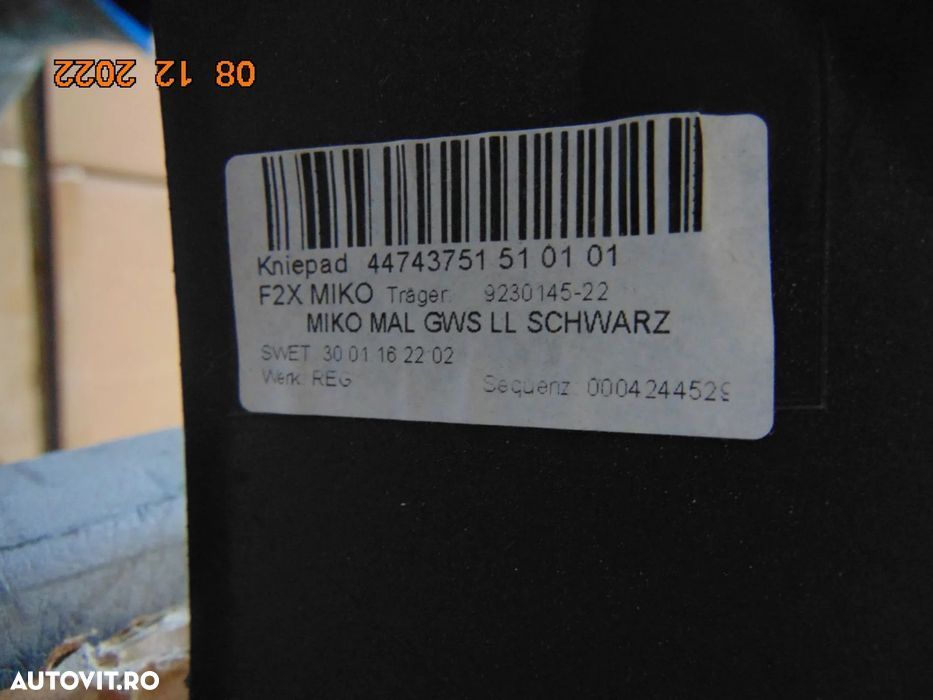 08 12 2022
Kniepad 44743751 51 01 01
F2X MIKO Träger: 9230145-22
MIKO MAL GWS LL SCHWARZ
SWET 30 01 16 22:02
Werk: REG Sequenz: 0004244529
AUTOVIT.RO